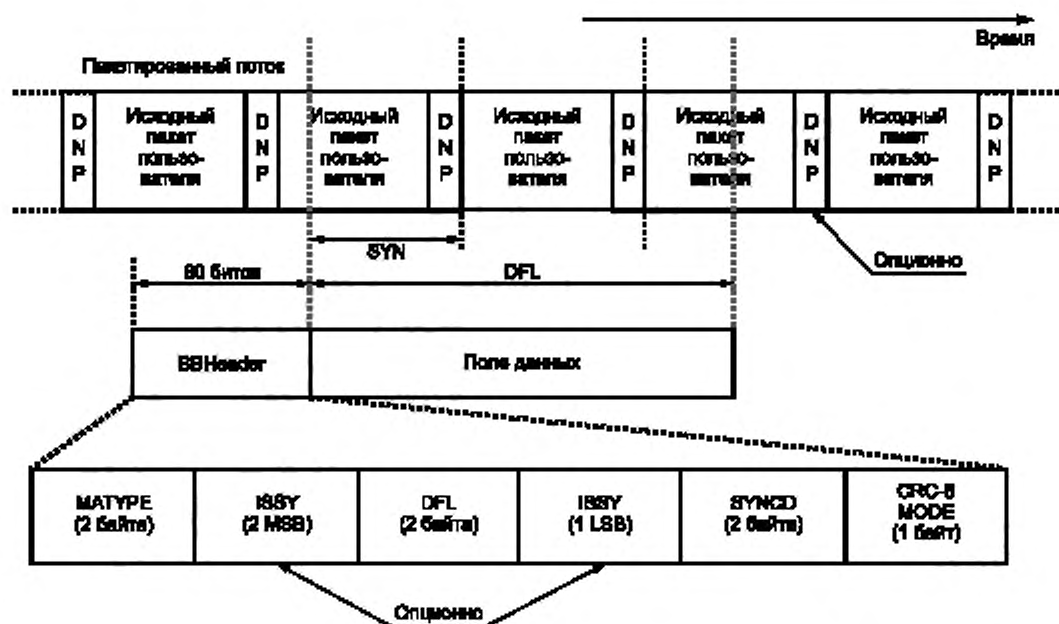 Время
Пакетированный поток
D
N
P
Исходный
пакет
пользо-
вателя
D
N
P
Исходный
пакет
пользо-
вателя
D
N
P
Исходный
пакет
пользо-
вателя
D
N
P
Исходный
пакет
пользо-
вателя
D
N
P
Исходный
пакет
пользо-
вателя
D
N
P
SYN
Опционно
80 битов
DFL
BBHeader
Поле данных
MATYPE
(2 байта)
ISSY
(2 MSB)
DFL
(2 байта)
ISSY
(1 LSB)
SYNCD
(2 байта)
CRC-8
MODE
(1 байт)
Опционно